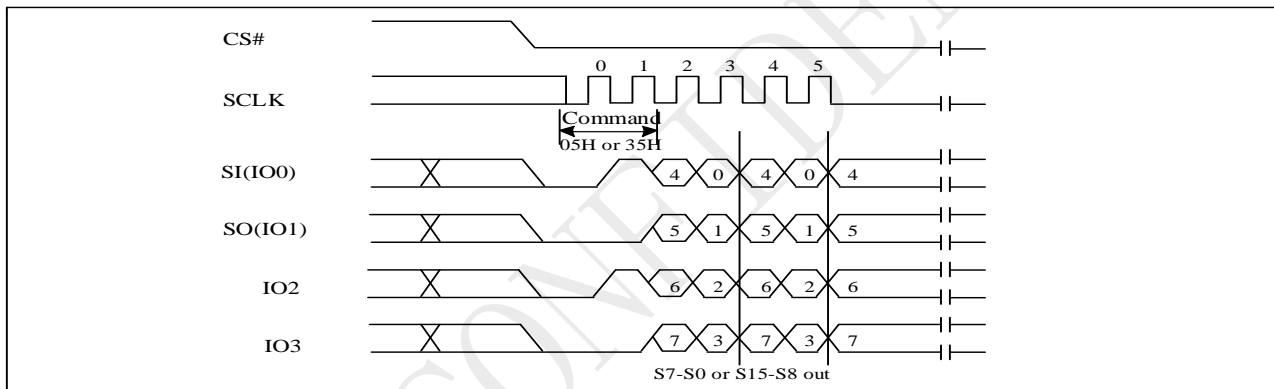 CS#
0 1 2 3 4 5
SCLK
Command
05H or 35H
SI(IO0) 4 0 4 0 4
SO(IO1) 5 1 5 1 5
IO2 6 2 6 2 6
IO3 7 3 7 3 7
S7-S0 or S15-S8 out